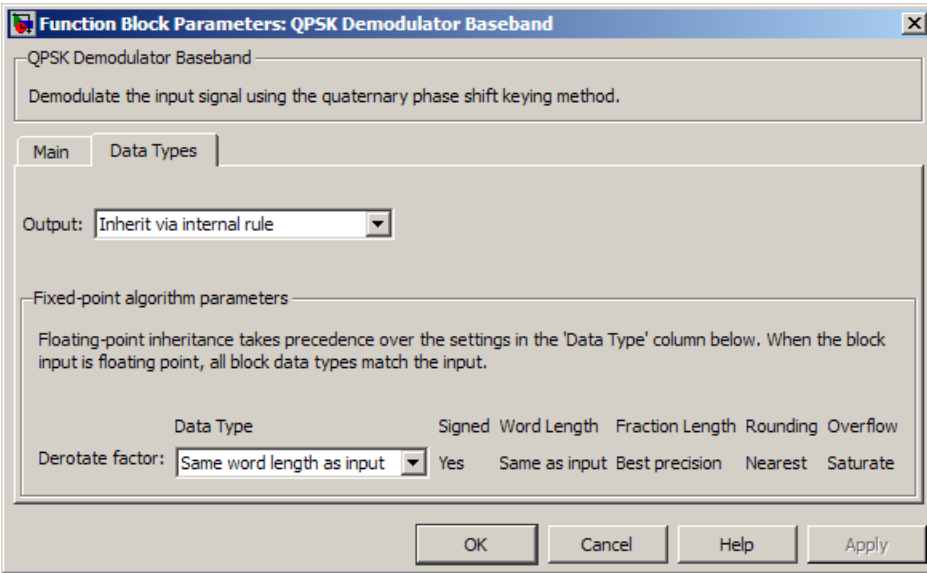 Function Block Parameters: QPSK Demodulator Baseband
QPSK Demodulator Baseband
Demodulate the input signal using the quaternary phase shift keying method.
Main Data Types
Output: Inherit via internal rule
Fixed-point algorithm parameters
Floating-point inheritance takes precedence over the settings in the 'Data Type' column below. When the block
input is floating point, all block data types match the input.
Data Type Signed Word Length Fraction Length Rounding Overflow
Derotate factor: Same word length as input Yes Same as input Best precision Nearest Saturate
OK Cancel Help Apply